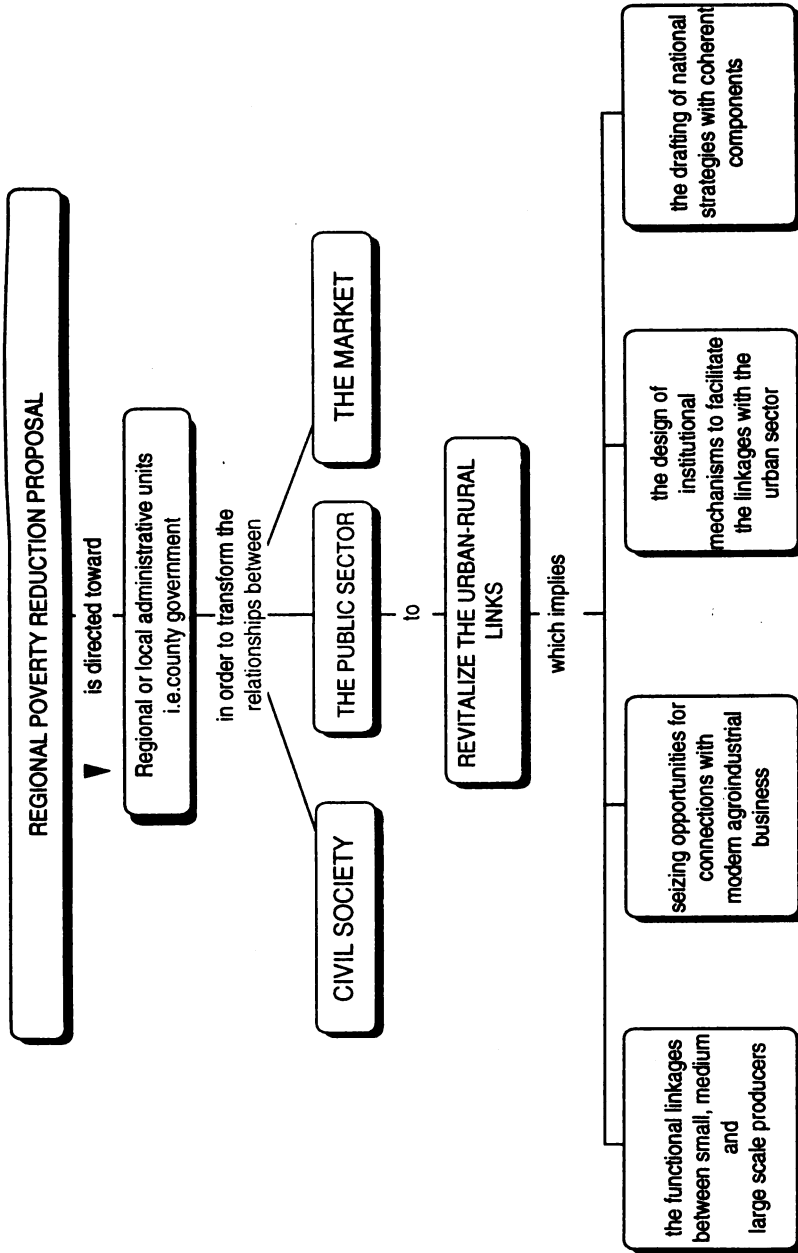 REGIONAL POVERTY REDUCTION PROPOSAL
is directed toward
Regional or local administrative units
i.e.county government
in order to transform the
relationships between
CIVIL SOCIETY
THE PUBLIC SECTOR
THE MARKET
to
REVITALIZE THE URBAN-RURAL
LINKS
which implies
the functional linkages
between small, medium
and
large scale producers
seizing opportunities for
connections with
modern agroindustrial
business
the design of
institutional
mechanisms to facilitate
the linkages with the
urban sector
the drafting of national
strategies with coherent
components